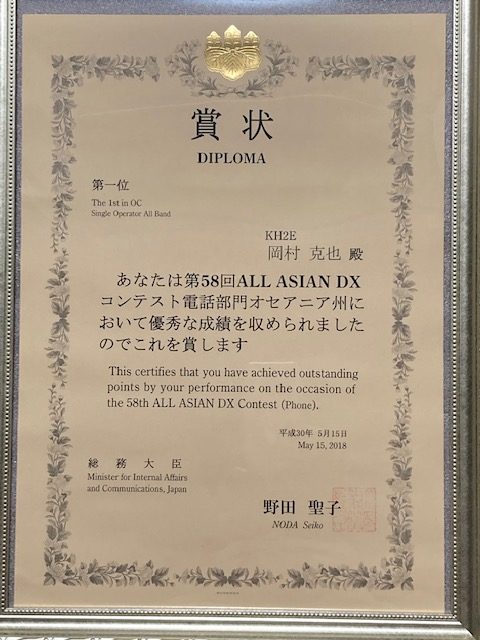 賞状
DIPLOMA
第一位
The 1st in OC
Single Operator All Band
KH2E
岡村 克也 殿
あなたは第58回ALL ASIAN DX
コンテスト電話部門オセアニア州に
おいて優秀な成績を収められました
のでこれを賞します
This certifies that you have achieved outstanding
points by your performance on the occasion of
the 58th ALL ASIAN DX Contest (Phone).
平成30年 5月15日
May 15, 2018
総務大臣
Minister for Internal Affairs
and Communications, Japan
野田 聖子
NODA Seiko